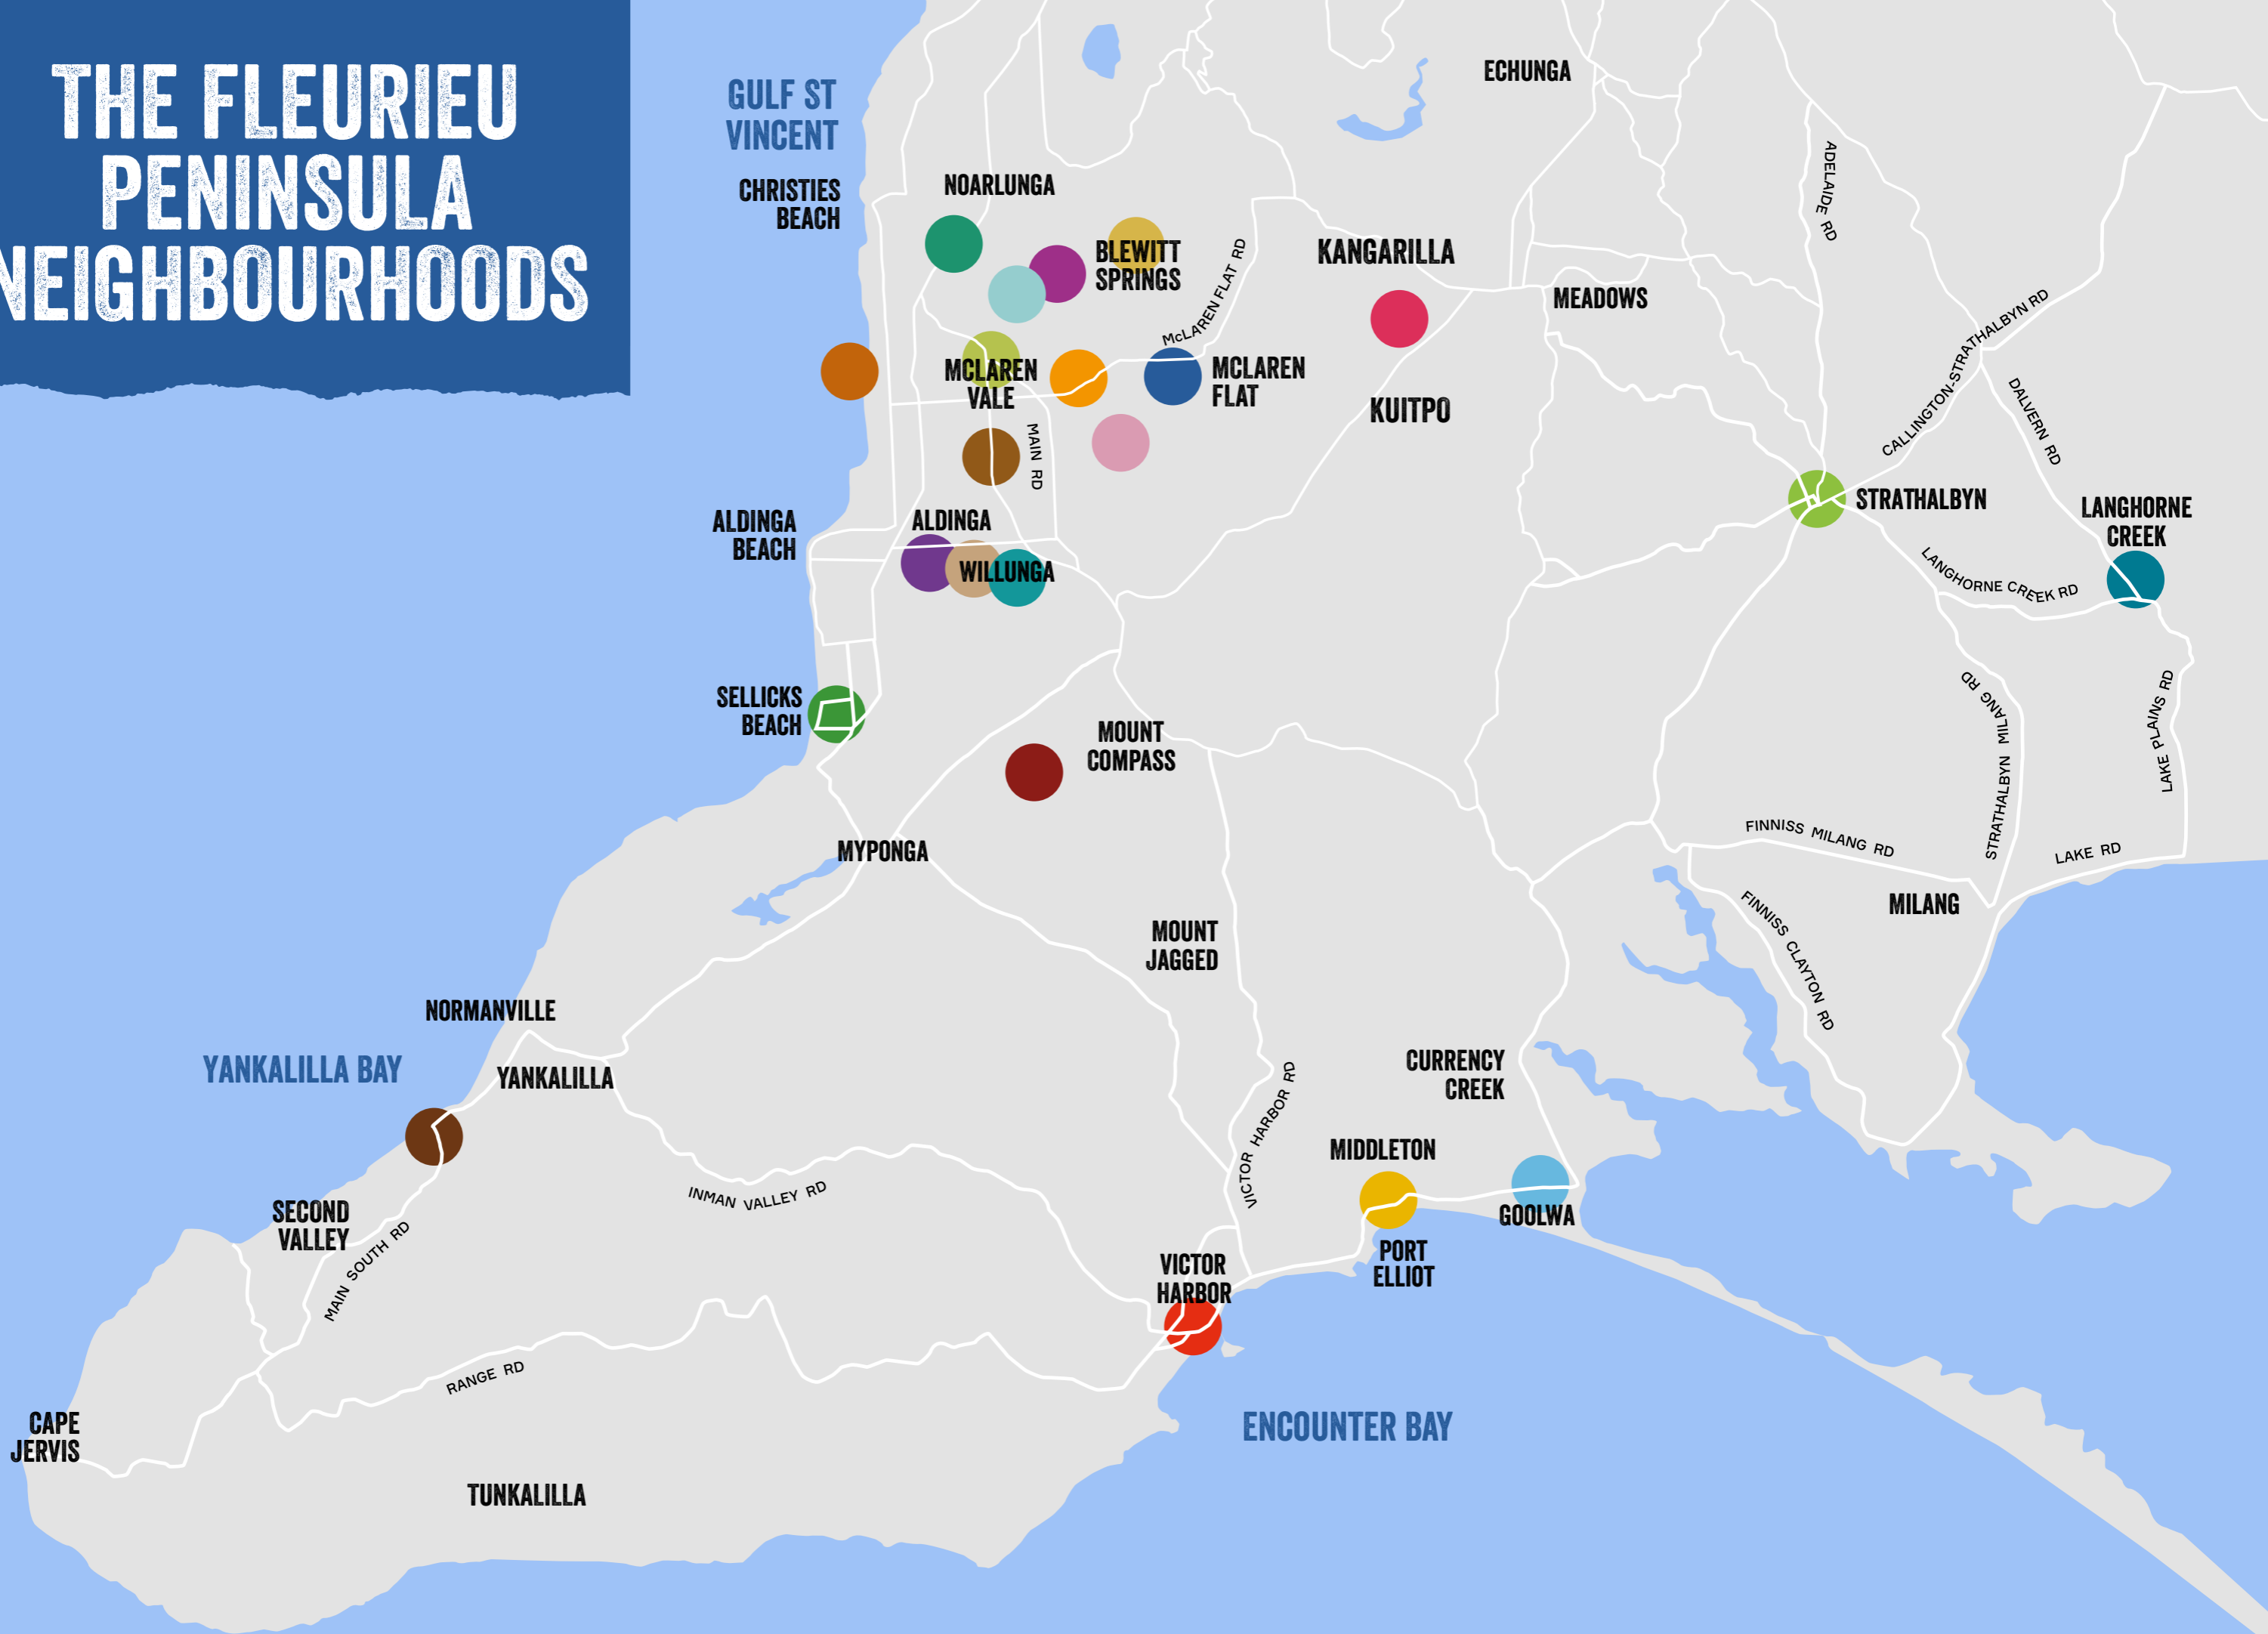 THE FLEURIEU
PENINSULA
NEIGHBOURHOODS
GULF ST
VINCENT
ECHUNGA
CHRISTIES
BEACH
NOARLUNGA
ADELAIDE RD
BLEWITT
SPRINGS
McLAREN FLAT RD
KANGARILLA
MEADOWS
CALLINGTON-STRATHALBYN RD
MCLAREN
VALE
MCLAREN
FLAT
KUITPO
DALVERN RD
MAIN RD
STRATHALBYN
LANGHORNE
CREEK
ALDINGA
BEACH
ALDINGA
WILLUNGA
LANGHORNE CREEK RD
SELLICKS
BEACH
MOUNT
COMPASS
STRATHALBYN MILANG RD
LAKE PLAINS RD
MYPONGA
FINNISS MILANG RD
LAKE RD
MILANG
FINNISS CLAYTON RD
MOUNT
JAGGED
NORMANVILLE
YANKALILLA BAY
YANKALILLA
CURRENCY
CREEK
VICTOR HARBOR RD
MIDDLETON
INMAN VALLEY RD
SECOND
VALLEY
MAIN SOUTH RD
GOOLWA
PORT
ELLIOT
VICTOR
HARBOR
RANGE RD
ENCOUNTER BAY
CAPE
JERVIS
TUNKALILLA